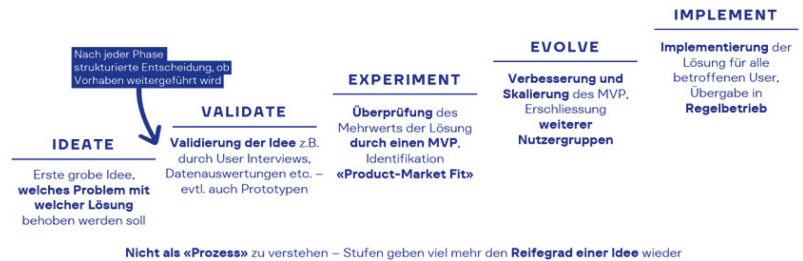 Nach jeder Phase
strukturierte Entscheidung, ob
Vorhaben weitergeführt wird
IDEATE
Erste grobe Idee,
welches Problem mit
welcher Lösung
behoben werden soll
VALIDATE
Validierung der Idee z.B.
durch User Interviews,
Datenauswertungen etc. –
evtl. auch Prototypen
EXPERIMENT
Überprüfung des
Mehrwerts der Lösung
durch einen MVP,
Identifikation
«Product-Market Fit»
EVOLVE
Verbesserung und
Skalierung des MVP,
Erschliessung
weiterer
Nutzergruppen
IMPLEMENT
Implementierung der
Lösung für alle
betroffenen User,
Übergabe in
Regelbetrieb
Nicht als «Prozess» zu verstehen – Stufen geben viel mehr den Reifegrad einer Idee wieder